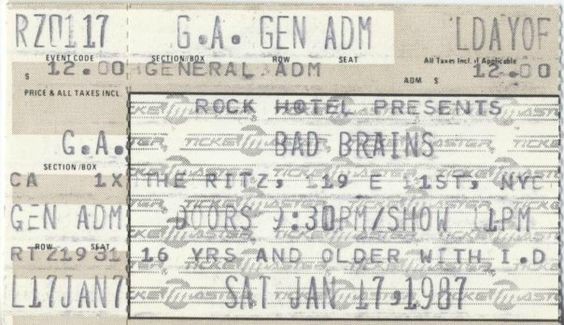 RZ0117 G.A. GEN ADM LDAYOF
EVENT CODE SECTION/BOX ROW SEAT All Taxes Incl. If Applicable
$ 12.00 GENERAL ADM $ 12.00
PRICE & ALL TAXES INCL.
ROCK HOTEL PRESENTS
G.A. BAD BRAINS
SECTION/BOX
CA 1X THE RITZ, 119 E 11ST, NYC
GEN ADM DOORS 9:30PM/SHOW 11PM
ROW SEAT
RT21931 16 YRS AND OLDER WITH I.D
L17JAN7 SAT JAN 17,1987